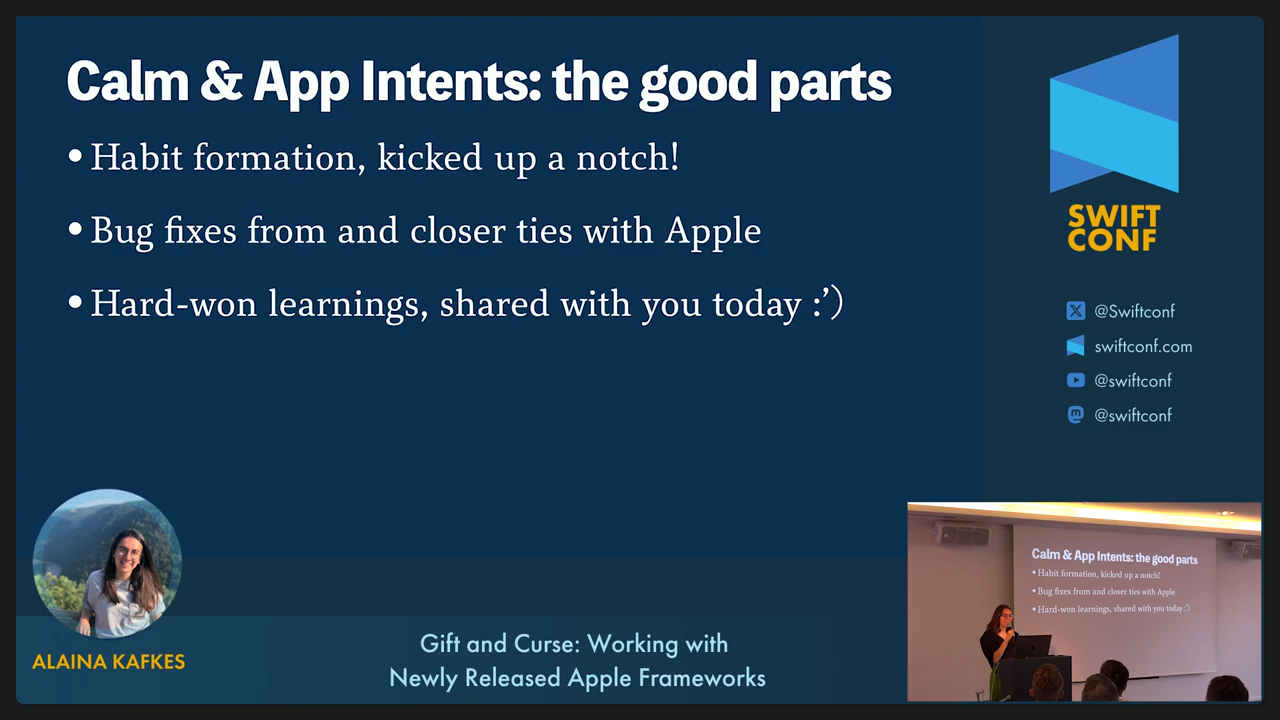 Calm & App Intents: the good parts
• Habit formation, kicked up a notch!
• Bug fixes from and closer ties with Apple
• Hard-won learnings, shared with you today :’)
SWIFT
CONF
@Swiftconf
swiftconf.com
@swiftconf
@swiftconf
ALAINA KAFKES
Gift and Curse: Working with
Newly Released Apple Frameworks
Calm & App Intents: the good parts
• Habit formation, kicked up a notch!
• Bug fixes from and closer ties with Apple
• Hard-won learnings, shared with you today :’)